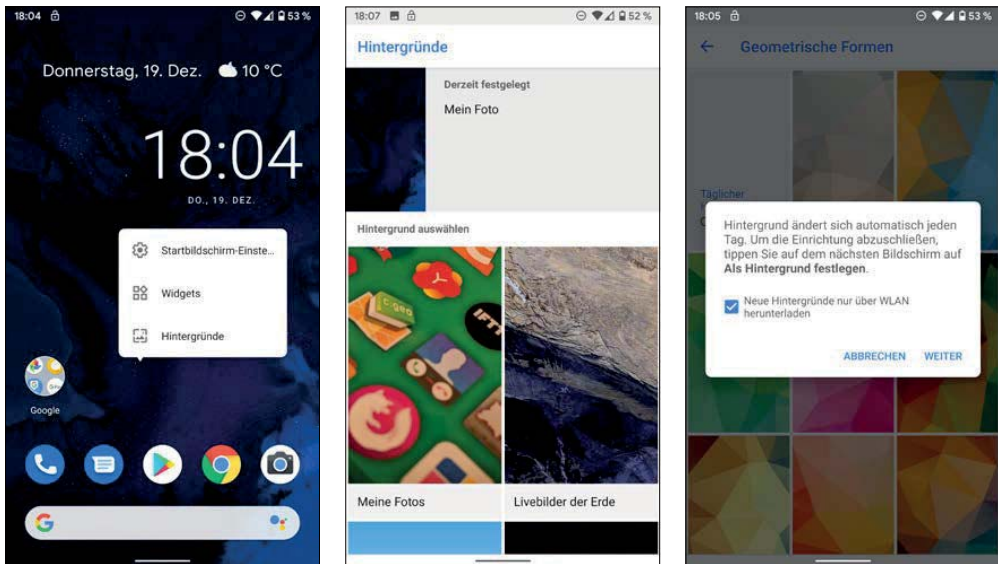 18:04 53 %
Donnerstag, 19. Dez. 10 °C
18:04
DO., 19. DEZ.
Startbildschirm-Einste…
Widgets
Hintergründe
Google
18:07 52 %
Hintergründe
Derzeit festgelegt
Mein Foto
Hintergrund auswählen
c:geo
IFTT
Meine Fotos
Livebilder der Erde
18:05 53 %
Geometrische Formen
Täglicher
Hintergrund ändert sich automatisch jeden
Tag. Um die Einrichtung abzuschließen,
tippen Sie auf dem nächsten Bildschirm auf
Als Hintergrund festlegen.
Neue Hintergründe nur über WLAN
herunterladen
ABBRECHEN WEITER